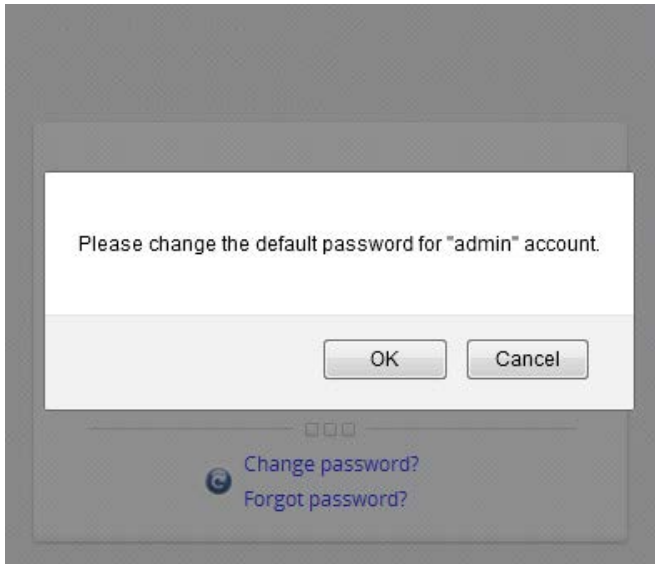 Please change the default password for "admin" account.
OK
Cancel
Change password?
Forgot password?